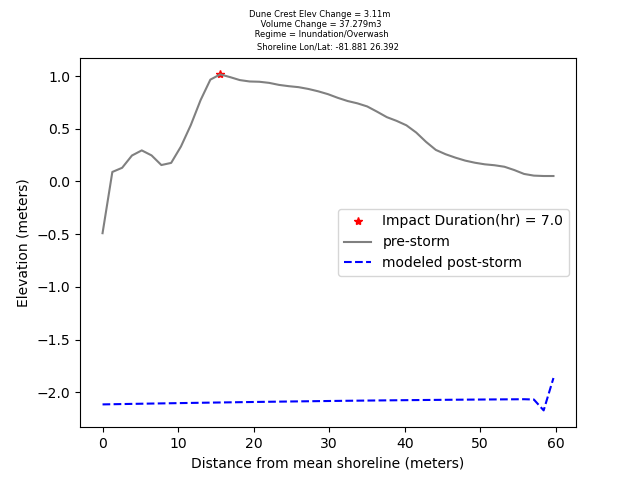 Dune Crest Elev Change = 3.11m
Volume Change = 37.279m3
Regime = Inundation/Overwash
Shoreline Lon/Lat: -81.881 26.392
1.0
0.5
0.0
−0.5
−1.0
−1.5
−2.0
Elevation (meters)
Impact Duration(hr) = 7.0
pre-storm
modeled post-storm
0 10 20 30 40 50 60
Distance from mean shoreline (meters)